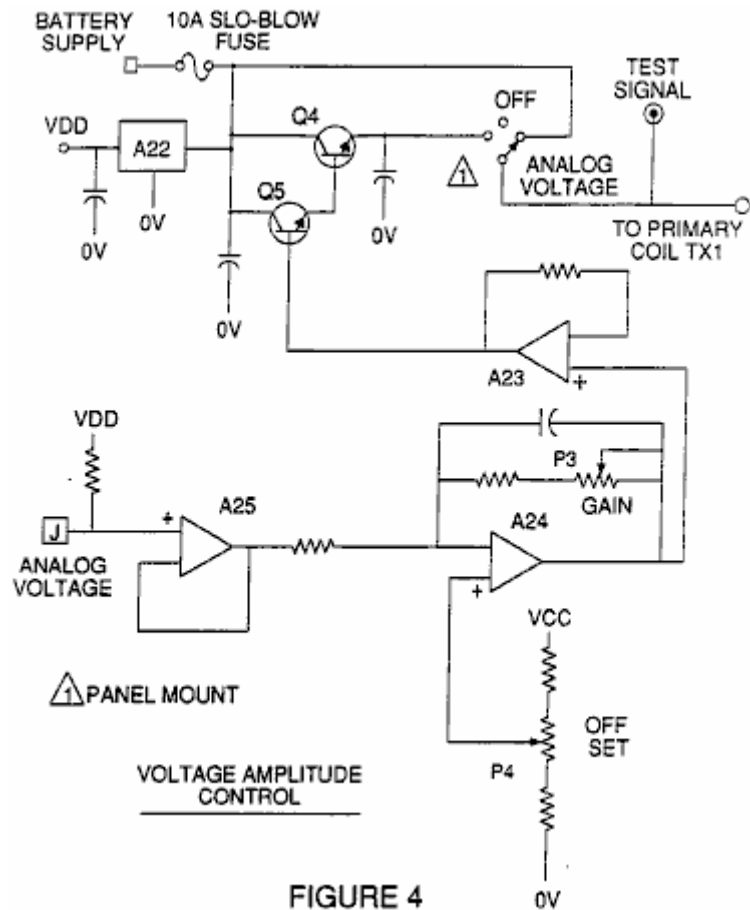 BATTERY
SUPPLY
10A SLO-BLOW
FUSE
TEST
SIGNAL
OFF
Q4
VDD
A22
1
ANALOG
VOLTAGE
Q5
0V
0V
0V
TO PRIMARY
COIL TX1
0V
A23
+
VDD
P3
GAIN
A25
+
A24
J
ANALOG
VOLTAGE
+
VCC
1 PANEL MOUNT
OFF
SET
P4
VOLTAGE AMPLITUDE
CONTROL
0V
FIGURE 4